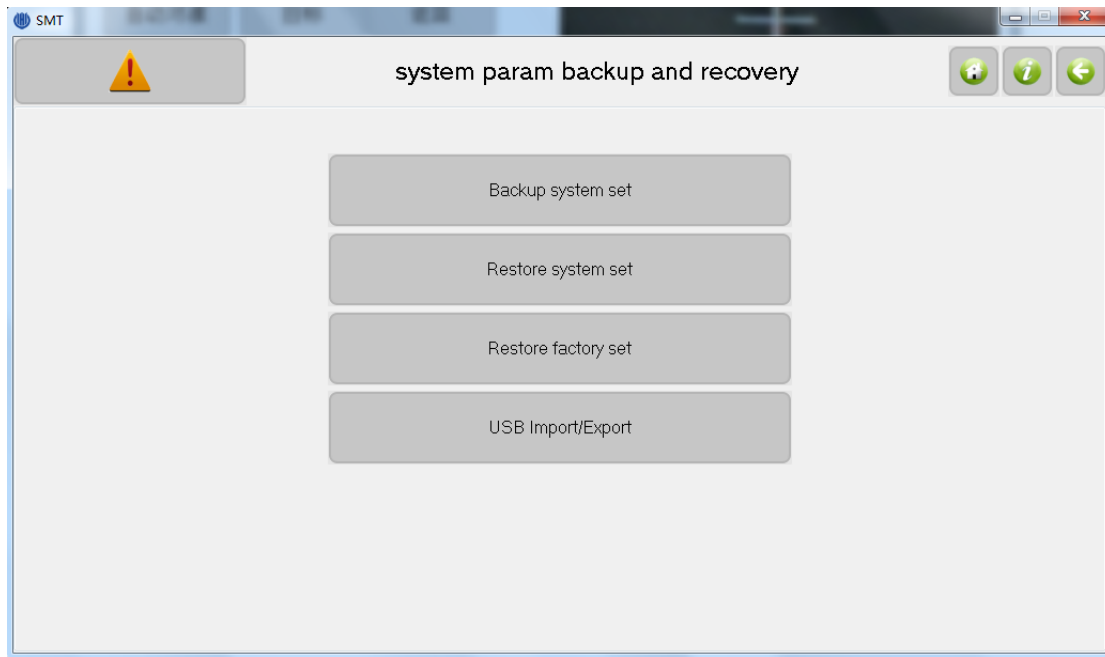 SMT
system param backup and recovery
Backup system set
Restore system set
Restore factory set
USB Import/Export